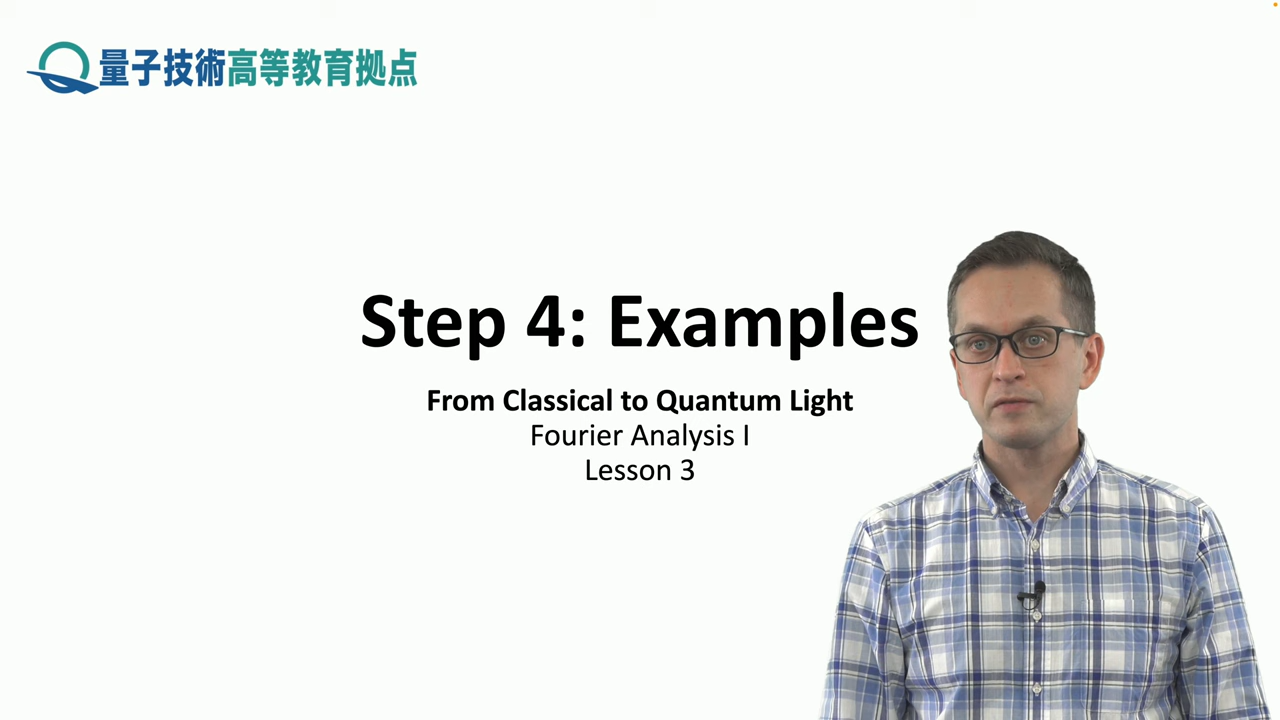 量子技術高等教育拠点
Step 4: Examples
From Classical to Quantum Light
Fourier Analysis I
Lesson 3